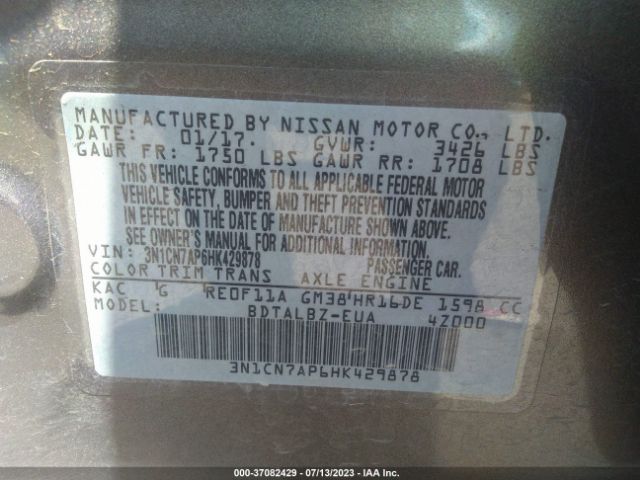 MANUFACTURED BY NISSAN MOTOR CO., LTD.
DATE: 01/17. GVWR: 3426 LBS
GAWR FR: 1750 LBS GAWR RR: 1708 LBS
THIS VEHICLE CONFORMS TO ALL APPLICABLE FEDERAL MOTOR
VEHICLE SAFETY, BUMPER AND THEFT PREVENTION STANDARDS
IN EFFECT ON THE DATE OF MANUFACTURE SHOWN ABOVE.
SEE OWNER'S MANUAL FOR ADDITIONAL INFORMATION.
VIN: 3N1CN7AP6HK429878 PASSENGER CAR.
COLOR TRIM TRANS AXLE ENGINE
KAC G RE0F11A GM38 HR16DE 1598 CC
MODEL: BDTALBZ-EUA 4Z000
3N1CN7AP6HK429878
IMAGE ID - 37082429 - 07/13/2023 - IAA Inc.